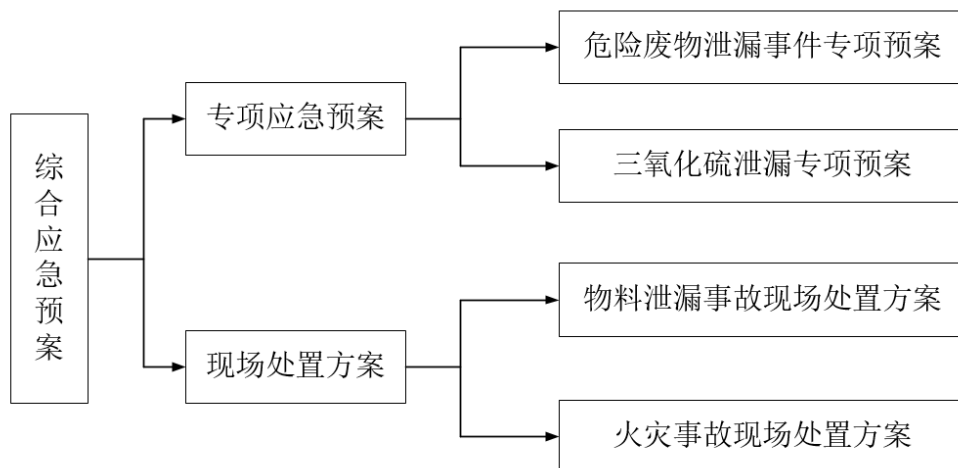 综合应急预案
专项应急预案
危险废物泄漏事件专项预案
三氧化硫泄漏专项预案
现场处置方案
物料泄漏事故现场处置方案
火灾事故现场处置方案